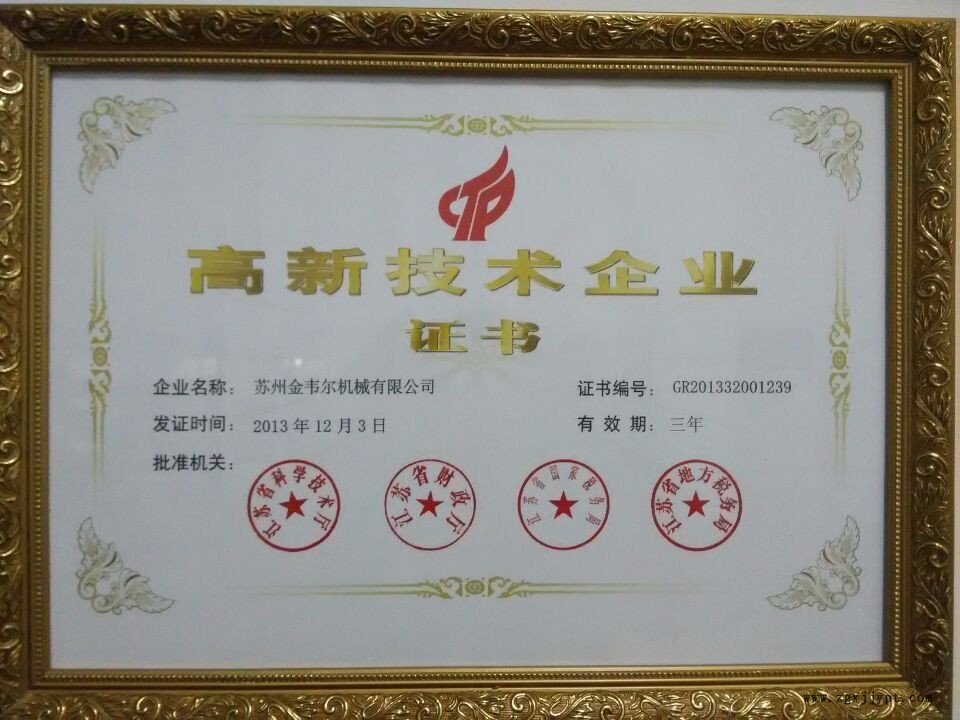 CTP
高新技术企业
证书
企业名称：苏州金韦尔机械有限公司
证书编号：GR201332001239
发证时间：2013年12月3日
有效期：三年
批准机关：
江苏省科学技术厅
江苏省财政厅
江苏省国家税务局
江苏省地方税务局